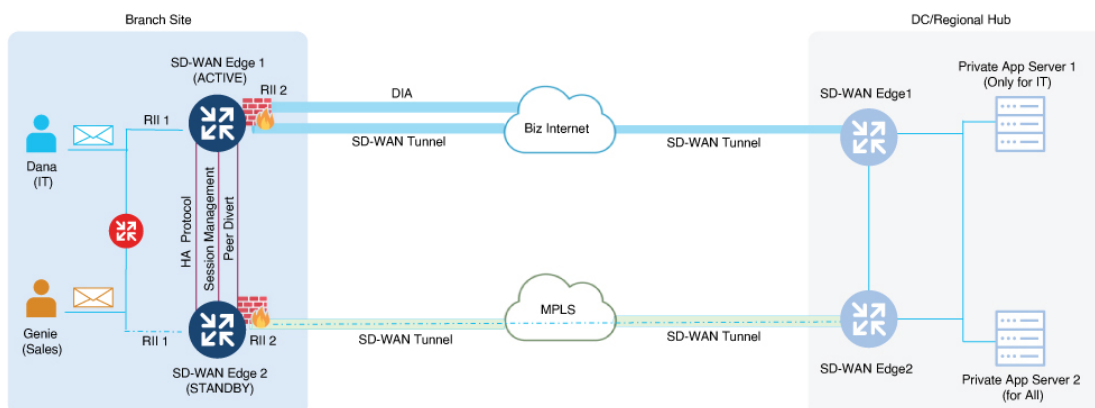 Branch Site
DC/Regional Hub
SD-WAN Edge 1
(ACTIVE)
RII 2
DIA
Private App Server 1
(Only for IT)
SD-WAN Edge1
RII 1
Biz Internet
SD-WAN Tunnel
SD-WAN Tunnel
Dana
(IT)
HA Protocol
Session Management
Peer Divert
MPLS
Genie
(Sales)
RII 1
RII 2
SD-WAN Tunnel
SD-WAN Tunnel
SD-WAN Edge 2
(STANDBY)
SD-WAN Edge2
Private App Server 2
(for All)